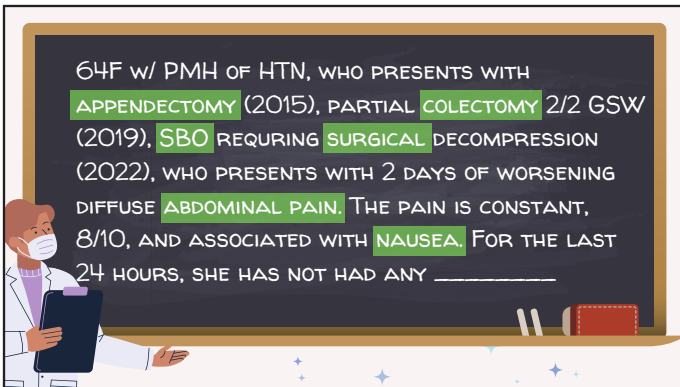 64F w/ PMH of HTN, who presents with
appendectomy (2015), partial colectomy 2/2 GSW
(2019), SBO requring surgical decompression
(2022), who presents with 2 days of worsening
diffuse abdominal pain. The pain is constant,
8/10, and associated with nausea. For the last
24 hours, she has not had any __________